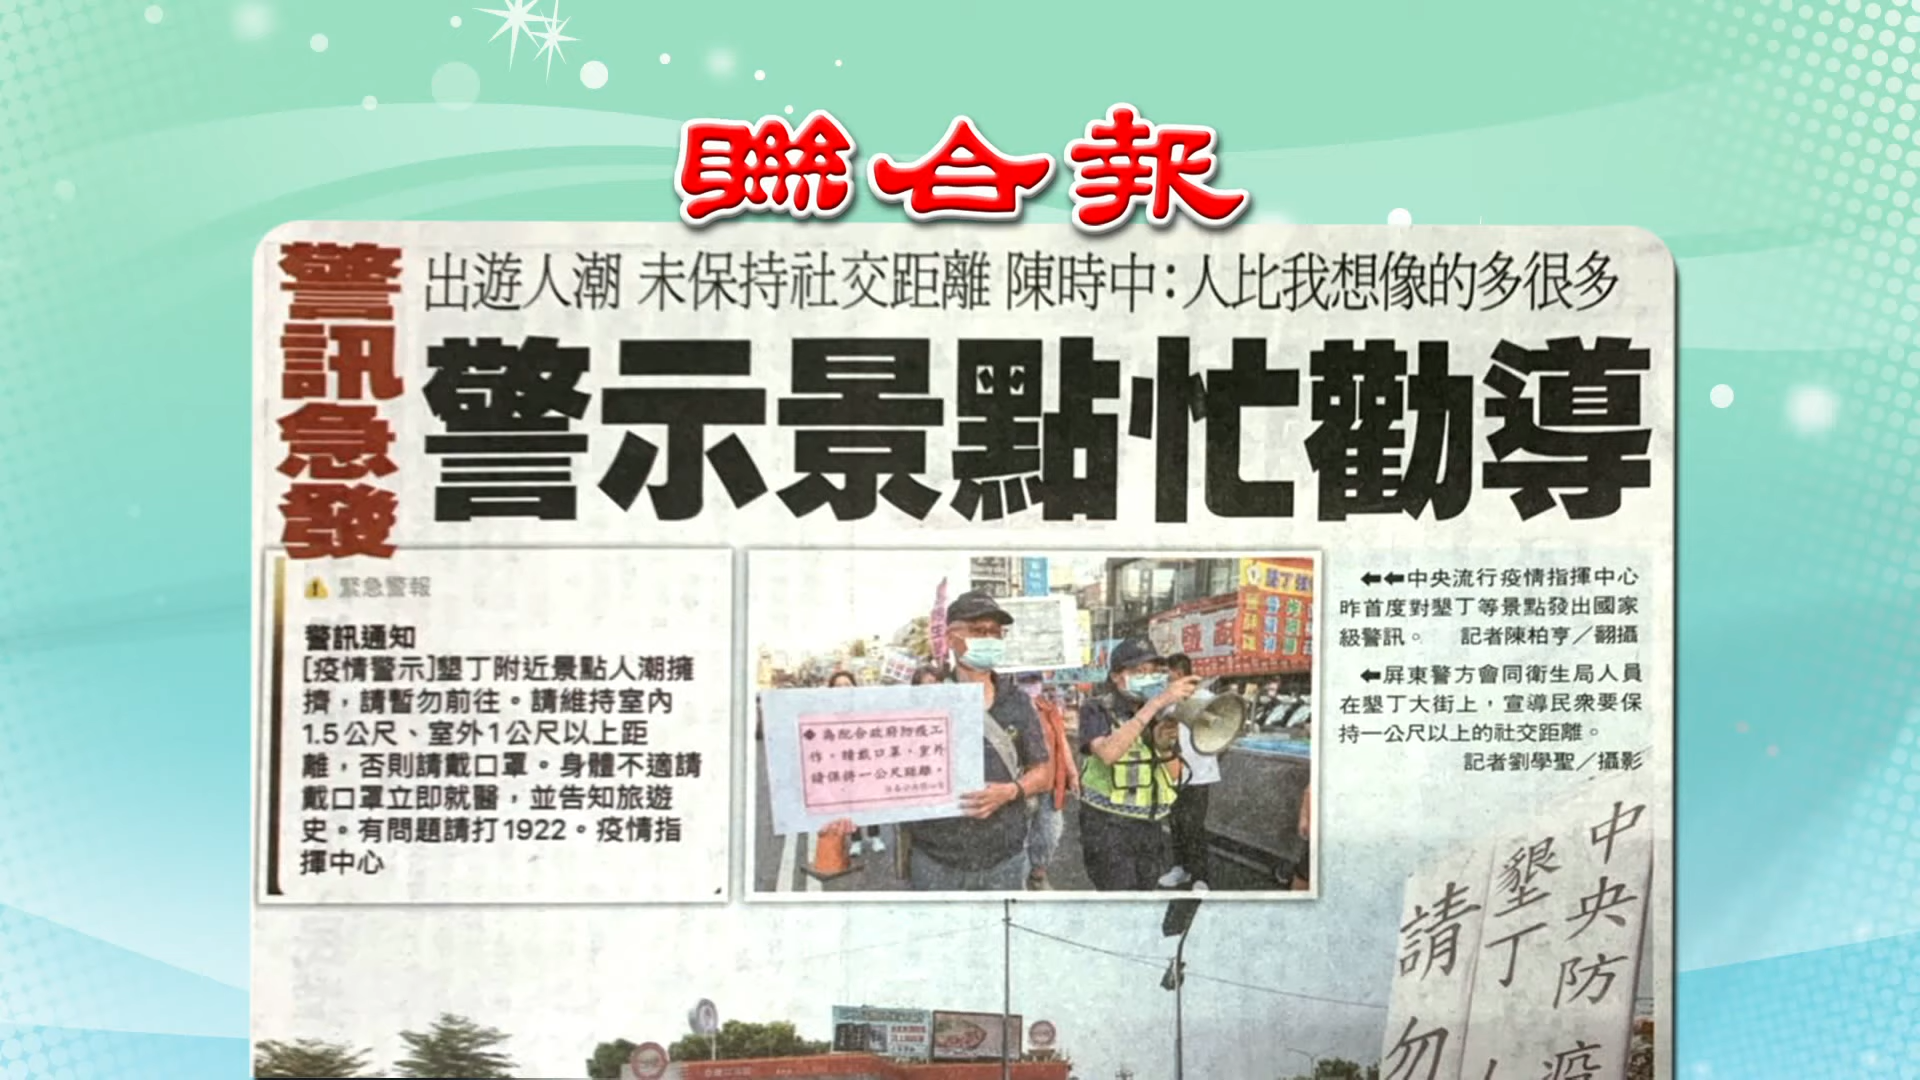 聯合報
警訊急發
出遊人潮 未保持社交距離 陳時中：人比我想像的多很多
警示景點忙勸導
緊急警報
警訊通知
[疫情警示]墾丁附近景點人潮擁
擠，請暫勿前往。請維持室內
1.5公尺、室外1公尺以上距
離，否則請戴口罩。身體不適請
戴口罩立即就醫，並告知旅遊
史。有問題請打1922。疫情指
揮中心
◆為配合政府防疫工
作，請戴口罩，室外
請保持一公尺距離。
⬅⬅中央流行疫情指揮中心
昨首度對墾丁等景點發出國家
級警訊。 記者陳柏亨／翻攝
⬅屏東警方會同衛生局人員
在墾丁大街上，宣導民眾要保
持一公尺以上的社交距離。
記者劉學聖／攝影
中央防疫
墾丁
請勿